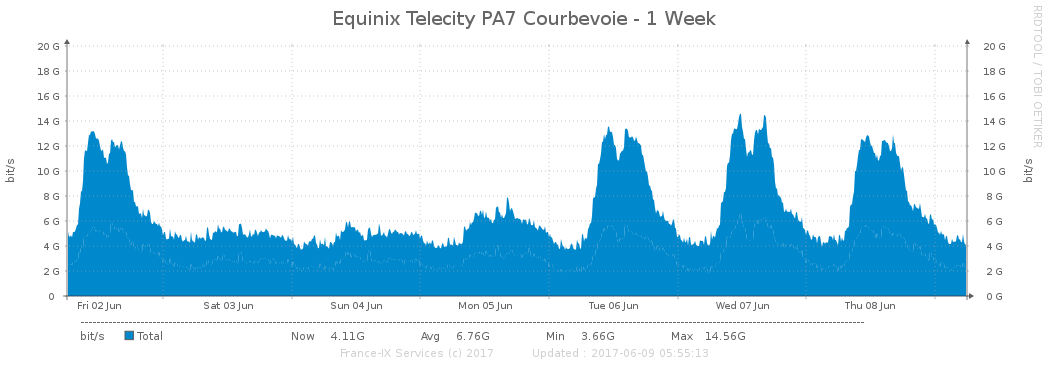 Equinix Telecity PA7 Courbevoie - 1 Week
RRDTOOL / TOBI OETIKER
20 G 20 G
18 G 18 G
16 G 16 G
14 G 14 G
12 G 12 G
10 G 10 G
8 G 8 G
6 G 6 G
4 G 4 G
2 G 2 G
0 0 G
bit/s
bit/s
Fri 02 Jun Sat 03 Jun Sun 04 Jun Mon 05 Jun Tue 06 Jun Wed 07 Jun Thu 08 Jun
bit/s Total Now 4.11G Avg 6.76G Min 3.66G Max 14.56G
France-IX Services (c) 2017 Updated : 2017-06-09 05:55:13